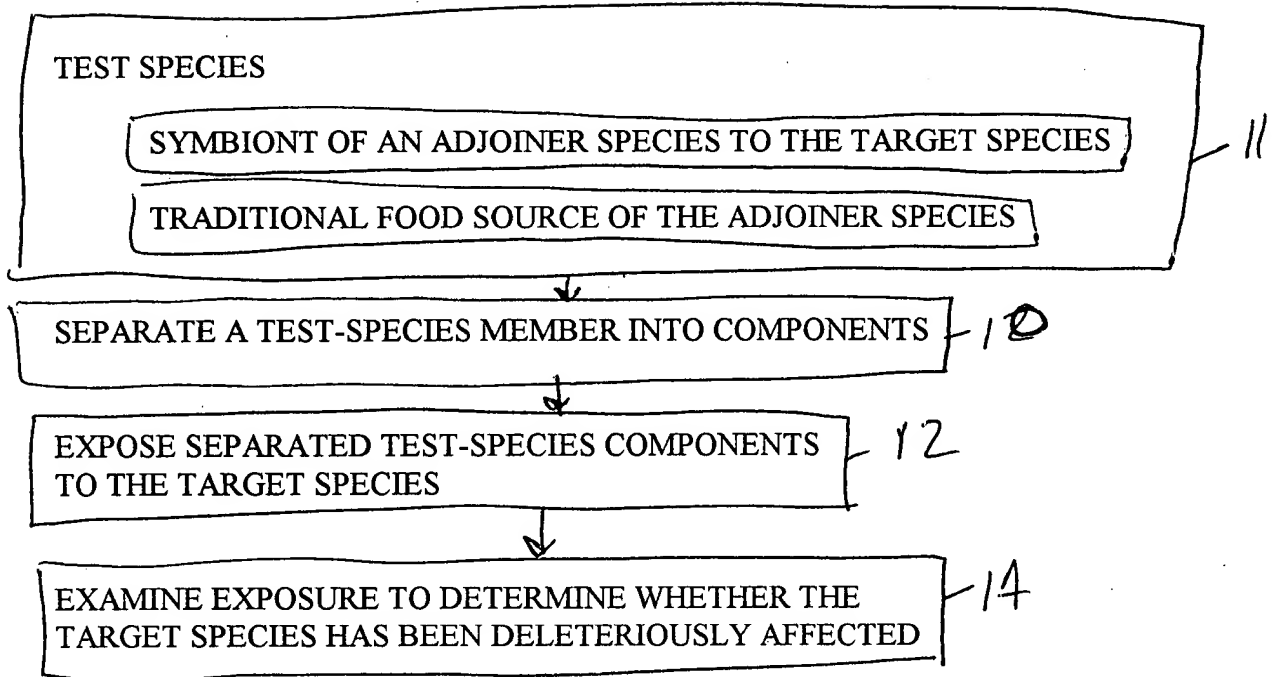 TEST SPECIES
SYMBIONT OF AN ADJOINER SPECIES TO THE TARGET SPECIES
11
TRADITIONAL FOOD SOURCE OF THE ADJOINER SPECIES
SEPARATE A TEST-SPECIES MEMBER INTO COMPONENTS
10
EXPOSE SEPARATED TEST-SPECIES COMPONENTS
12
TO THE TARGET SPECIES
EXAMINE EXPOSURE TO DETERMINE WHETHER THE
14
TARGET SPECIES HAS BEEN DELETERIOUSLY AFFECTED